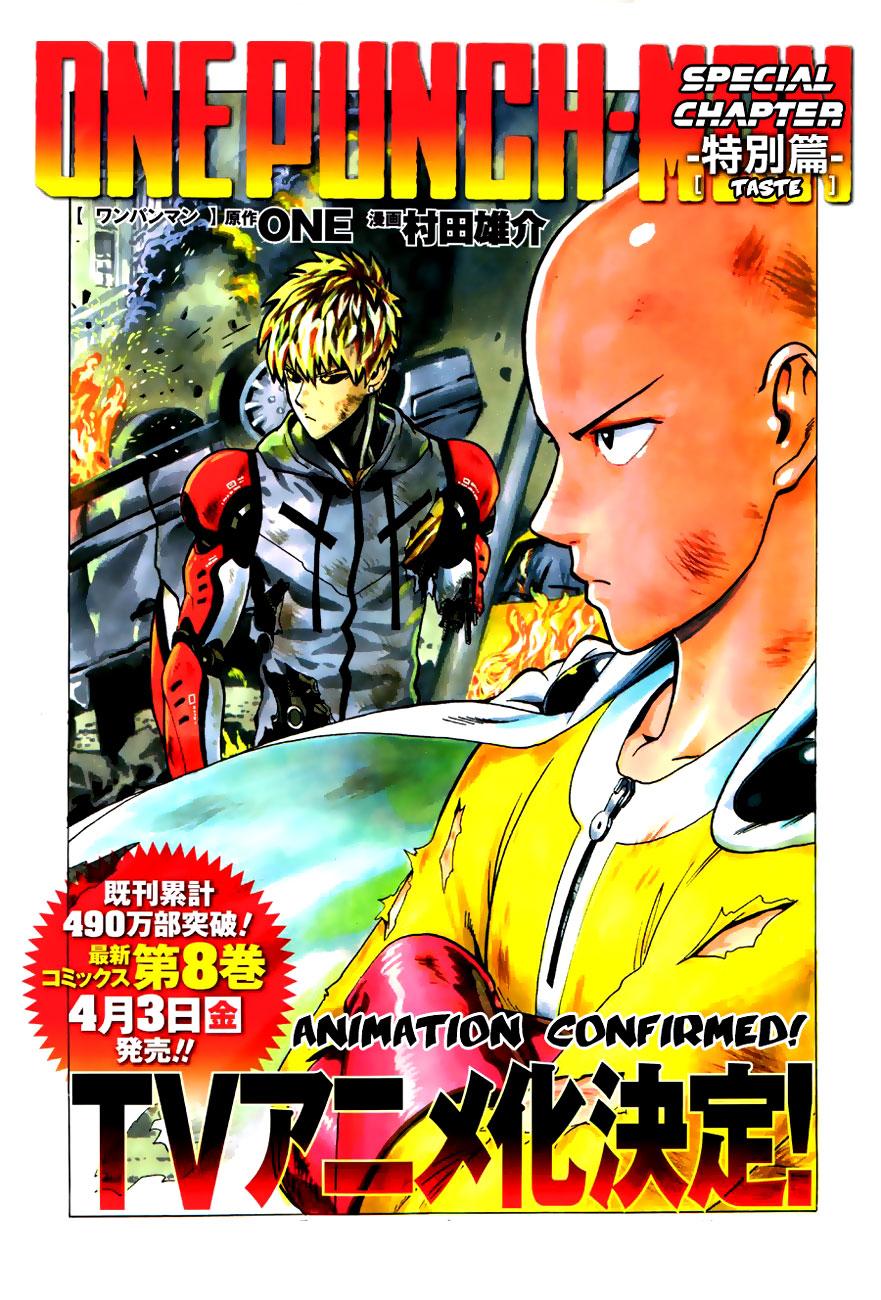 ONE PUNCH-MAN
SPECIAL
CHAPTER
-特別篇-
[ TASTE ]
【 ワンパンマン 】原作ONE 漫画村田雄介
既刊累計
490万部突破!
最新
コミックス第8巻
4月3日金
発売!!
ANIMATION CONFIRMED!
TVアニメ化決定!